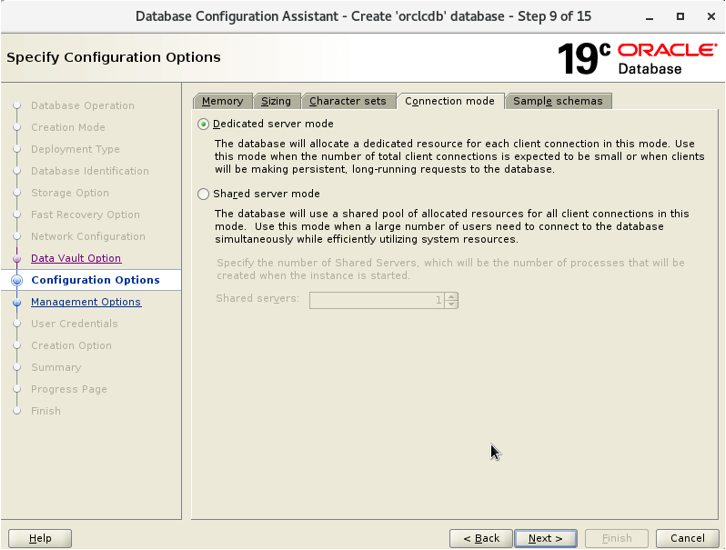 Database Configuration Assistant - Create 'orclcdb' database - Step 9 of 15
Specify Configuration Options
19c ORACLE
Database
Database Operation
Creation Mode
Deployment Type
Database Identification
Storage Option
Fast Recovery Option
Network Configuration
Data Vault Option
Configuration Options
Management Options
User Credentials
Creation Option
Summary
Progress Page
Finish
Memory Sizing Character sets Connection mode Sample schemas
Dedicated server mode
The database will allocate a dedicated resource for each client connection in this mode. Use
this mode when the number of total client connections is expected to be small or when clients
will be making persistent, long-running requests to the database.
Shared server mode
The database will use a shared pool of allocated resources for all client connections in this
mode. Use this mode when a large number of users need to connect to the database
simultaneously while efficiently utilizing system resources.
Specify the number of Shared Servers, which will be the number of processes that will be
created when the instance is started.
Shared servers: 1
Help < Back Next > Finish Cancel